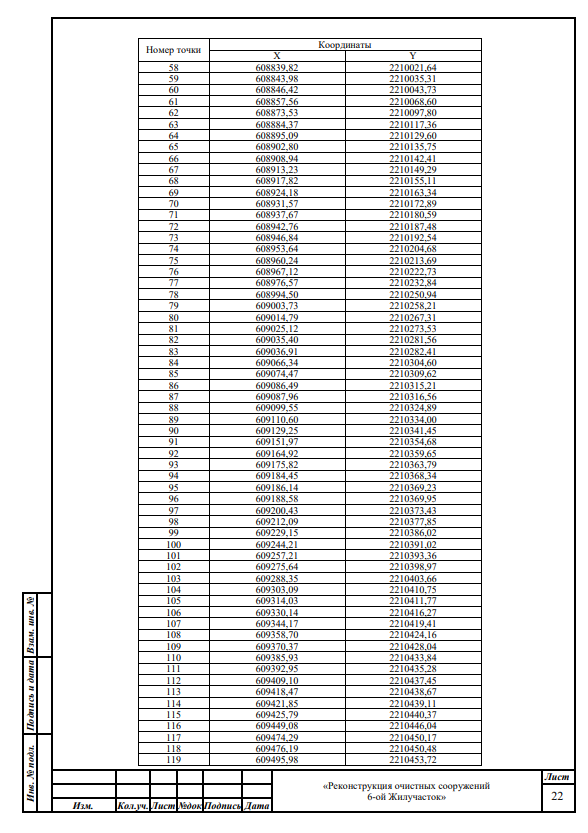 Номер точки Координаты
X Y
58 608839,82 2210021,64
59 608843,98 2210035,31
60 608846,42 2210043,73
61 608857,56 2210068,60
62 608873,53 2210097,80
63 608884,37 2210117,36
64 608895,09 2210129,60
65 608902,80 2210135,75
66 608908,94 2210142,41
67 608913,23 2210149,29
68 608917,82 2210155,11
69 608924,18 2210163,34
70 608931,57 2210172,89
71 608937,67 2210180,59
72 608942,76 2210187,48
73 608946,84 2210192,54
74 608953,64 2210204,68
75 608960,24 2210213,69
76 608967,12 2210222,73
77 608976,57 2210232,84
78 608994,50 2210250,94
79 609003,73 2210258,21
80 609014,79 2210267,31
81 609025,12 2210273,53
82 609035,40 2210281,56
83 609036,91 2210282,41
84 609066,34 2210304,60
85 609074,47 2210309,62
86 609086,49 2210315,21
87 609087,96 2210316,56
88 609099,55 2210324,89
89 609110,60 2210334,00
90 609129,25 2210341,45
91 609151,97 2210354,68
92 609164,92 2210359,65
93 609175,82 2210363,79
94 609184,45 2210368,34
95 609186,14 2210369,23
96 609188,58 2210369,95
97 609200,43 2210373,43
98 609212,09 2210377,85
99 609229,15 2210386,02
100 609244,21 2210391,02
101 609257,21 2210393,36
102 609275,64 2210398,97
103 609288,35 2210403,66
104 609303,09 2210410,75
105 609314,03 2210411,77
106 609330,14 2210416,27
107 609344,17 2210419,41
108 609358,70 2210424,16
109 609370,37 2210428,04
110 609385,93 2210433,84
111 609392,95 2210435,28
112 609409,10 2210437,45
113 609418,47 2210438,67
114 609421,85 2210439,11
115 609425,79 2210440,37
116 609449,08 2210446,04
117 609474,29 2210450,17
118 609476,19 2210450,48
119 609495,98 2210453,72
Взам. инв. №
Подпись и дата
Инв. № подл.
Изм. Кол.уч. Лист №док Подпись Дата
«Реконструкция очистных сооружений
6-ой Жилучасток»
Лист
22